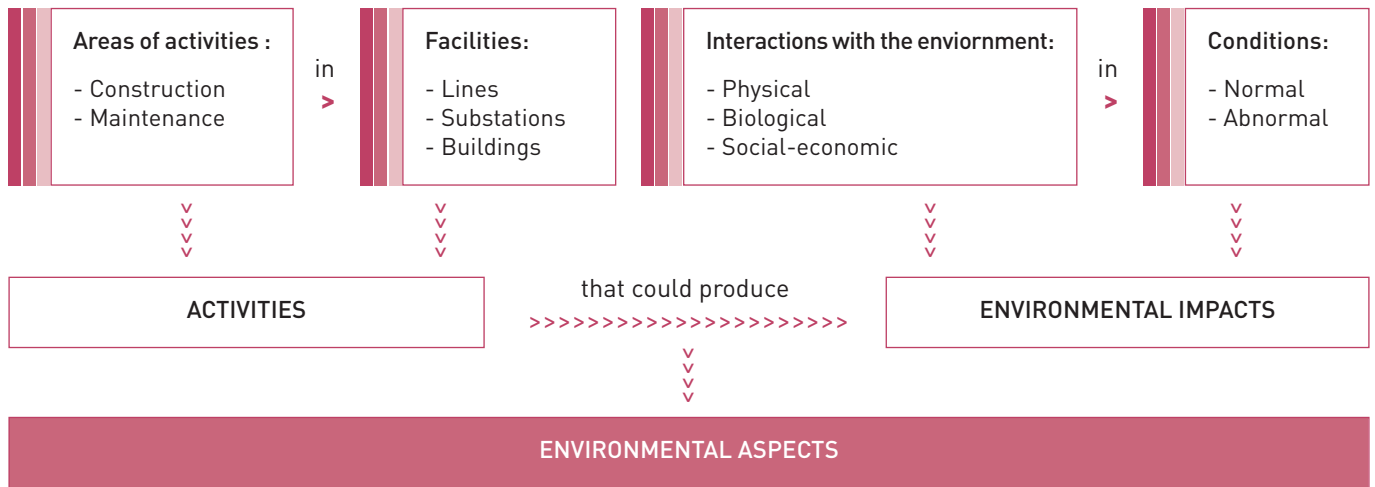 Areas of activities :
- Construction
- Maintenance
in
>
Facilities:
- Lines
- Substations
- Buildings
Interactions with the enviornment:
- Physical
- Biological
- Social-economic
in
>
Conditions:
- Normal
- Abnormal
ACTIVITIES
that could produce
>>>>>>>>>>>>>>>>>>>>>>
ENVIRONMENTAL IMPACTS
ENVIRONMENTAL ASPECTS